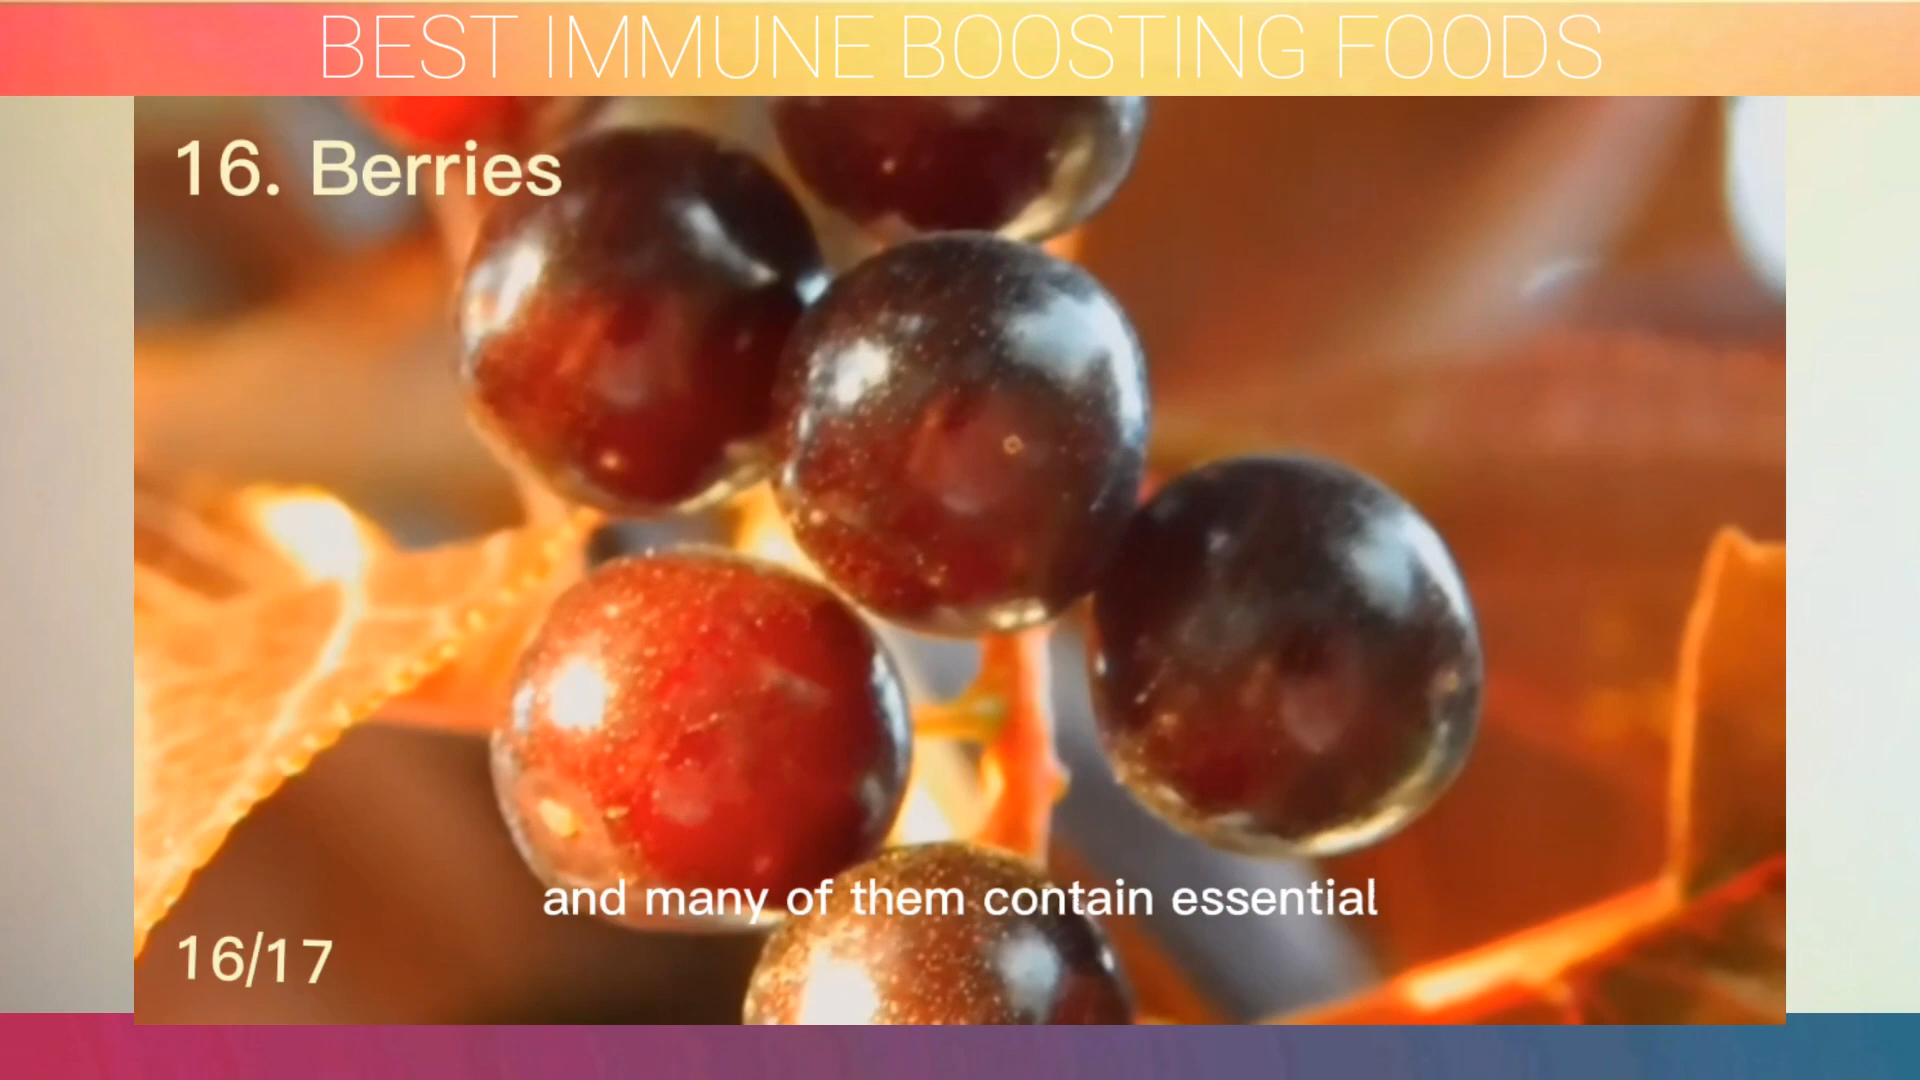 BEST IMMUNE BOOSTING FOODS
16. Berries
and many of them contain essential
16/17